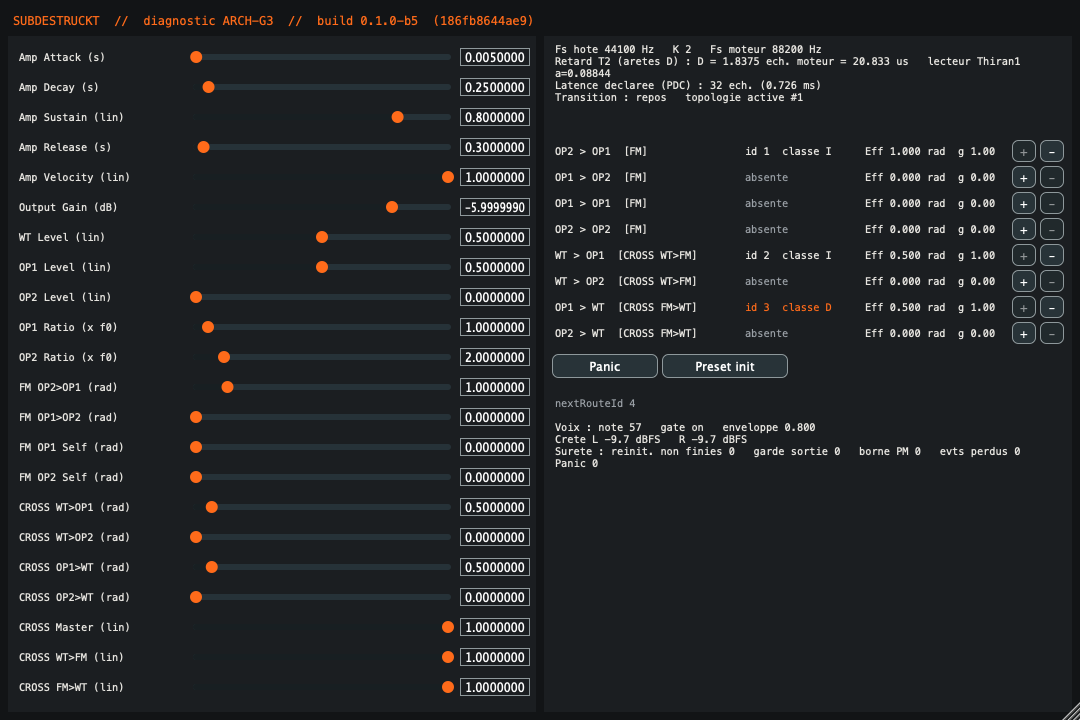 SUBDESTRUCKT // diagnostic ARCH-G3 // build 0.1.0-b5 (186fb8644ae9)
Amp Attack (s) 0.0050000
Amp Decay (s) 0.2500000
Amp Sustain (lin) 0.8000000
Amp Release (s) 0.3000000
Amp Velocity (lin) 1.0000000
Output Gain (dB) -5.9999990
WT Level (lin) 0.5000000
OP1 Level (lin) 0.5000000
OP2 Level (lin) 0.0000000
OP1 Ratio (x f0) 1.0000000
OP2 Ratio (x f0) 2.0000000
FM OP2>OP1 (rad) 1.0000000
FM OP1>OP2 (rad) 0.0000000
FM OP1 Self (rad) 0.0000000
FM OP2 Self (rad) 0.0000000
CROSS WT>OP1 (rad) 0.5000000
CROSS WT>OP2 (rad) 0.0000000
CROSS OP1>WT (rad) 0.5000000
CROSS OP2>WT (rad) 0.0000000
CROSS Master (lin) 1.0000000
CROSS WT>FM (lin) 1.0000000
CROSS FM>WT (lin) 1.0000000
Fs hote 44100 Hz K 2 Fs moteur 88200 Hz
Retard T2 (aretes D) : D = 1.8375 ech. moteur = 20.833 us lecteur Thiran1
a=0.08844
Latence declaree (PDC) : 32 ech. (0.726 ms)
Transition : repos topologie active #1
OP2 > OP1 [FM] id 1 classe I Eff 1.000 rad g 1.00 + -
OP1 > OP2 [FM] absente Eff 0.000 rad g 0.00 + -
OP1 > OP1 [FM] absente Eff 0.000 rad g 0.00 + -
OP2 > OP2 [FM] absente Eff 0.000 rad g 0.00 + -
WT > OP1 [CROSS WT>FM] id 2 classe I Eff 0.500 rad g 1.00 + -
WT > OP2 [CROSS WT>FM] absente Eff 0.000 rad g 0.00 + -
OP1 > WT [CROSS FM>WT] id 3 classe D Eff 0.500 rad g 1.00 + -
OP2 > WT [CROSS FM>WT] absente Eff 0.000 rad g 0.00 + -
Panic Preset init
nextRouteId 4
Voix : note 57 gate on enveloppe 0.800
Crete L -9.7 dBFS R -9.7 dBFS
Surete : reinit. non finies 0 garde sortie 0 borne PM 0 evts perdus 0
Panic 0